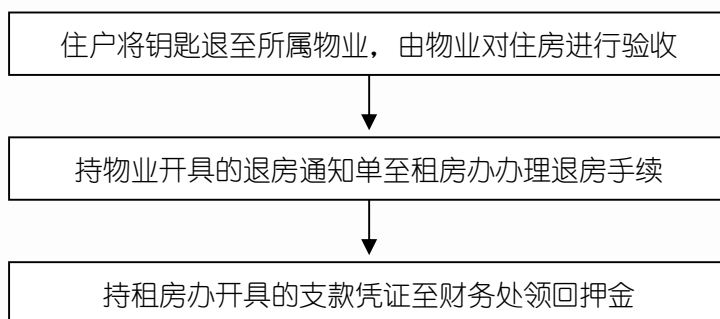 住户将钥匙退至所属物业，由物业对住房进行验收
持物业开具的退房通知单至租房办办理退房手续
持租房办开具的支款凭证至财务处领回押金